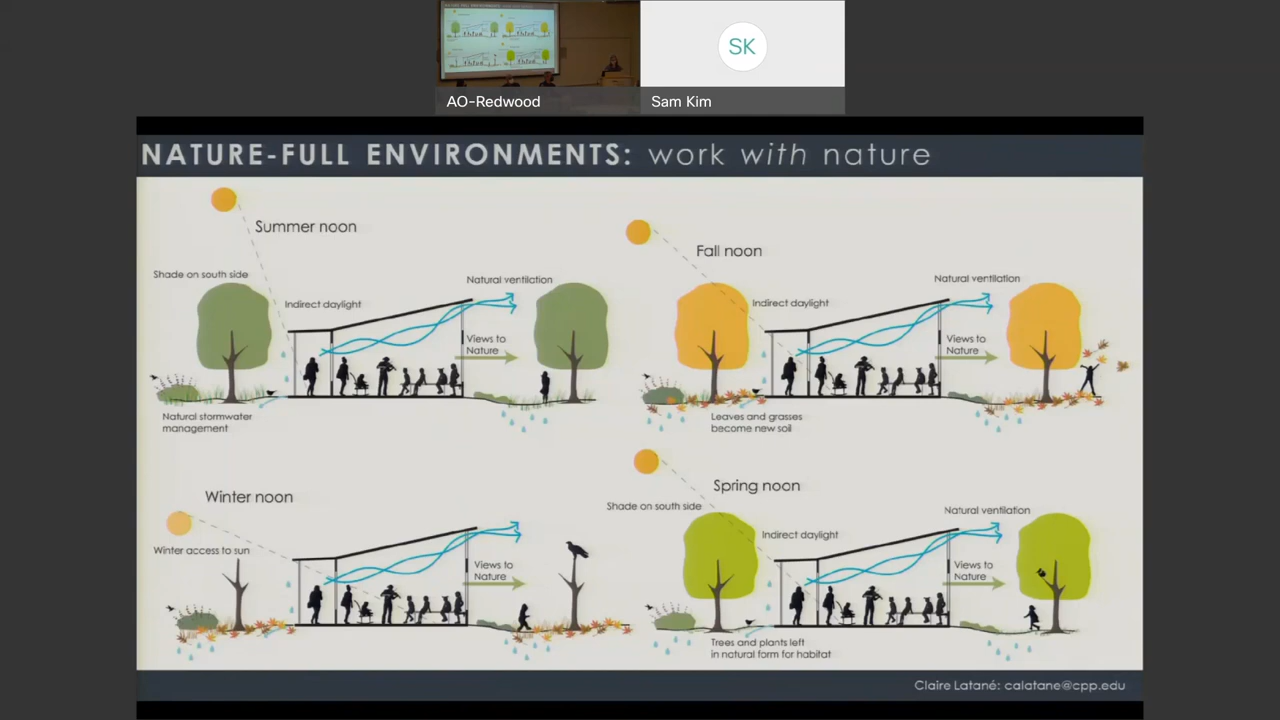 SK
AO-Redwood
Sam Kim
NATURE-FULL ENVIRONMENTS: work with nature
Summer noon
Shade on south side
Indirect daylight
Natural ventilation
Views to
Nature
Natural stormwater
management
Fall noon
Indirect daylight
Natural ventilation
Views to
Nature
Leaves and grasses
become new soil
Winter noon
Winter access to sun
Views to
Nature
Spring noon
Shade on south side
Indirect daylight
Natural ventilation
Views to
Nature
Trees and plants left
in natural form for habitat
Claire Latané: calatane@cpp.edu